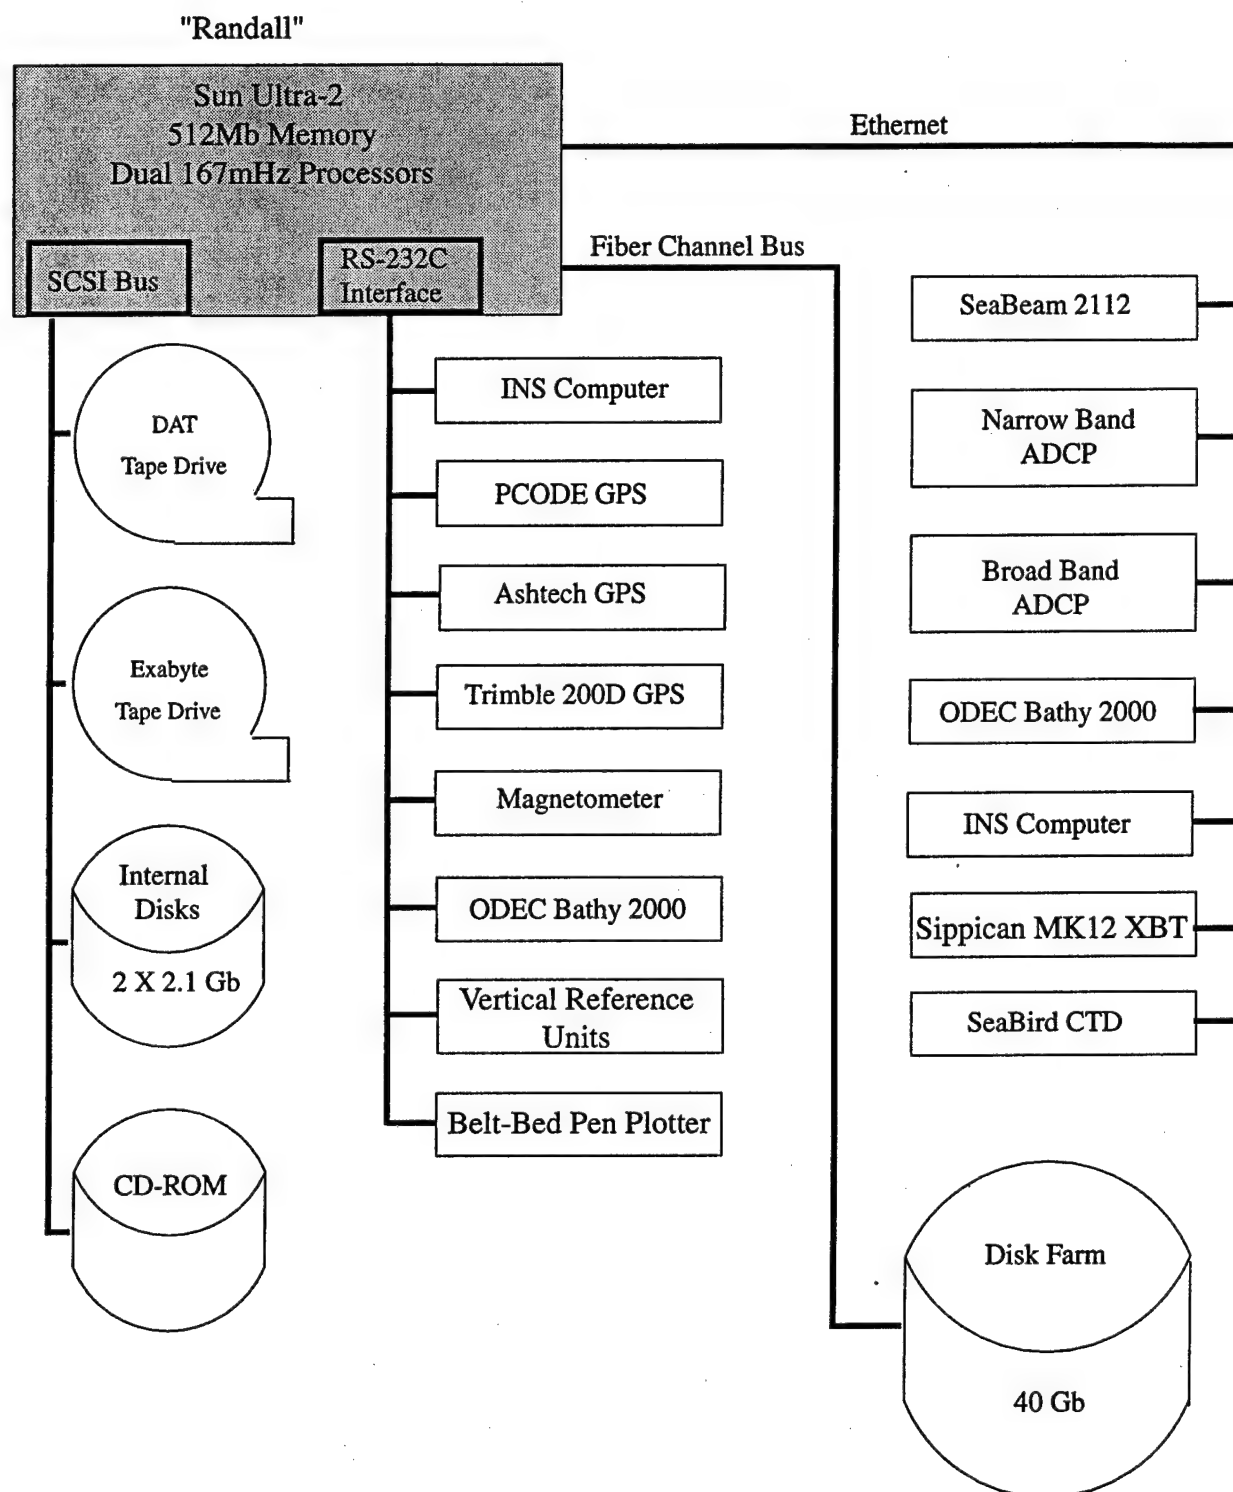 "Randall"
Sun Ultra-2
512Mb Memory
Dual 167mHz Processors
SCSI Bus
RS-232C
Interface
Ethernet
Fiber Channel Bus
DAT
Tape Drive
Exabyte
Tape Drive
Internal
Disks
2 X 2.1 Gb
CD-ROM
INS Computer
PCODE GPS
Ashtech GPS
Trimble 200D GPS
Magnetometer
ODEC Bathy 2000
Vertical Reference
Units
Belt-Bed Pen Plotter
SeaBeam 2112
Narrow Band
ADCP
Broad Band
ADCP
ODEC Bathy 2000
INS Computer
Sippican MK12 XBT
SeaBird CTD
Disk Farm
40 Gb